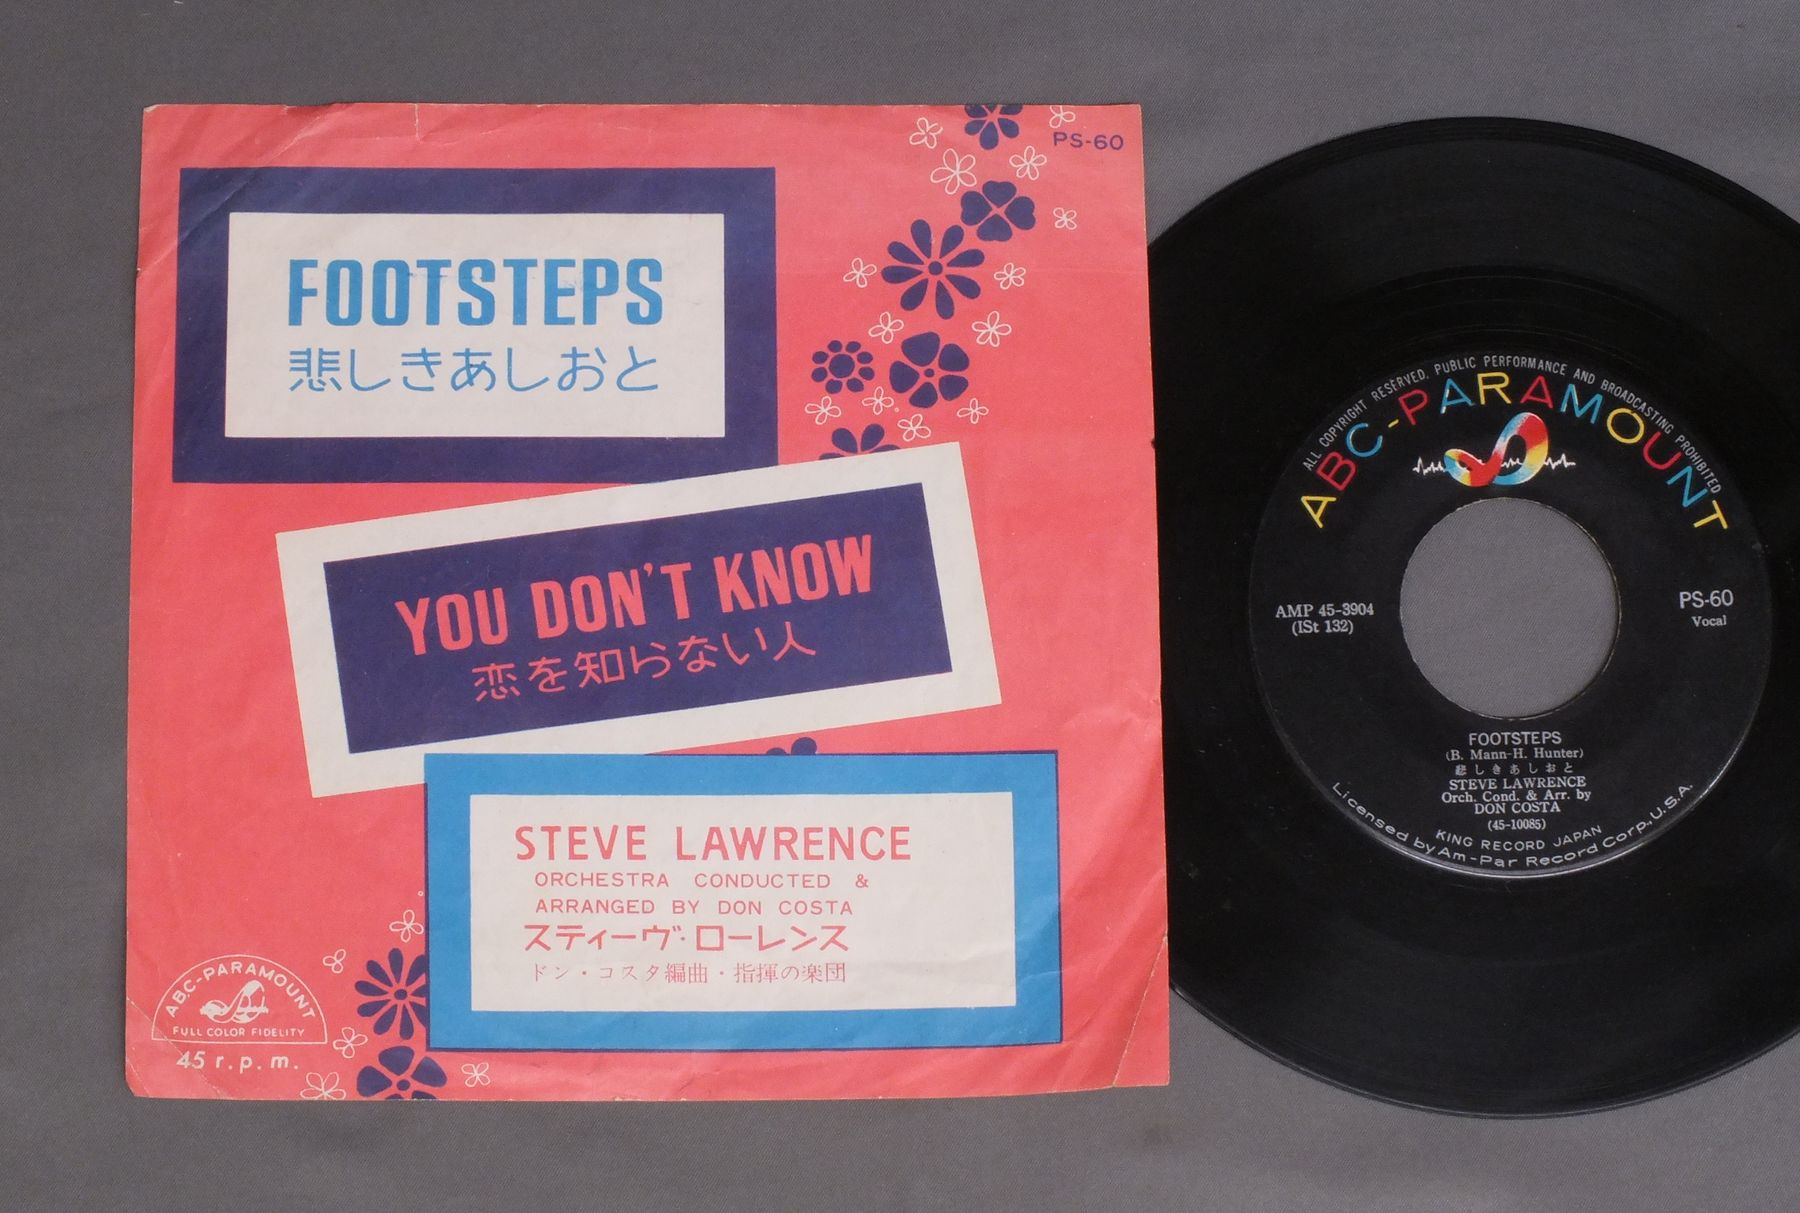 PS-60
FOOTSTEPS
悲しきあしおと
YOU DON'T KNOW
恋を知らない人
STEVE LAWRENCE
ORCHESTRA CONDUCTED &
ARRANGED BY DON COSTA
スティーヴ・ローレンス
ドン・コスタ編曲・指揮の楽団
ABC-PARAMOUNT
FULL COLOR FIDELITY
45 r.p.m.
ALL COPYRIGHT RESERVED. PUBLIC PERFORMANCE AND BROADCASTING PROHIBITED
ABC-PARAMOUNT
AMP 45-3904
(ISt 132)
PS-60
Vocal
FOOTSTEPS
(B. Mann-H. Hunter)
悲しきあしおと
STEVE LAWRENCE
Orch. Cond. & Arr. by
DON COSTA
(45-10085)
KING RECORD JAPAN
Licensed by Am-Par Record Corp., U.S.A.